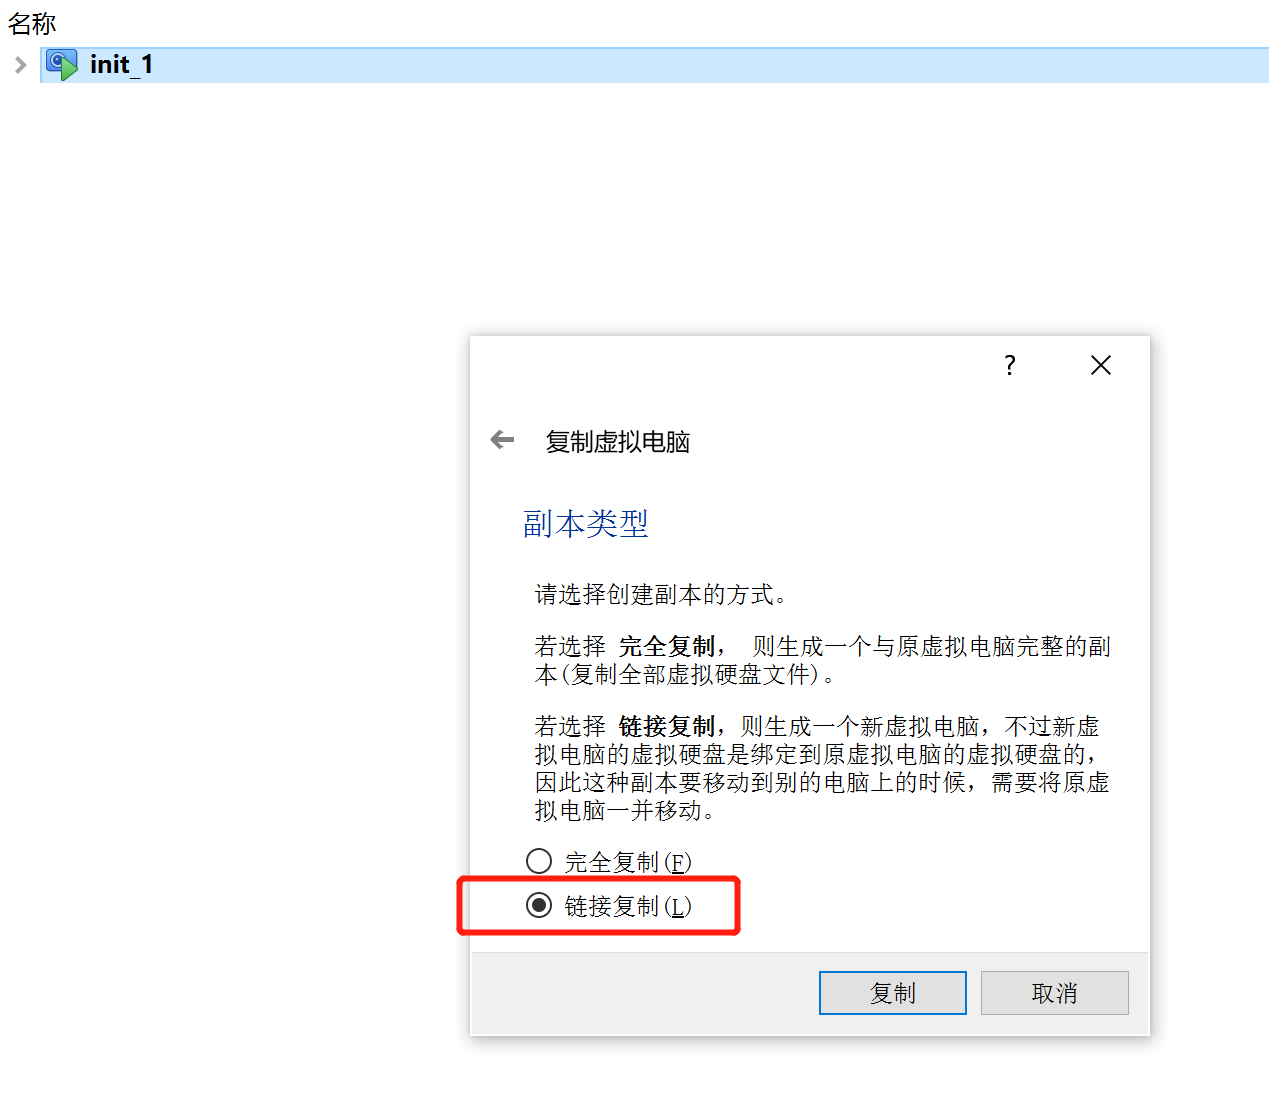 名称
init_1
?
复制虚拟电脑
副本类型
请选择创建副本的方式。
若选择 完全复制， 则生成一个与原虚拟电脑完整的副
本(复制全部虚拟硬盘文件)。
若选择 链接复制，则生成一个新虚拟电脑，不过新虚
拟电脑的虚拟硬盘是绑定到原虚拟电脑的虚拟硬盘的，
因此这种副本要移动到别的电脑上的时候，需要将原虚
拟电脑一并移动。
完全复制(F)
链接复制(L)
复制 取消